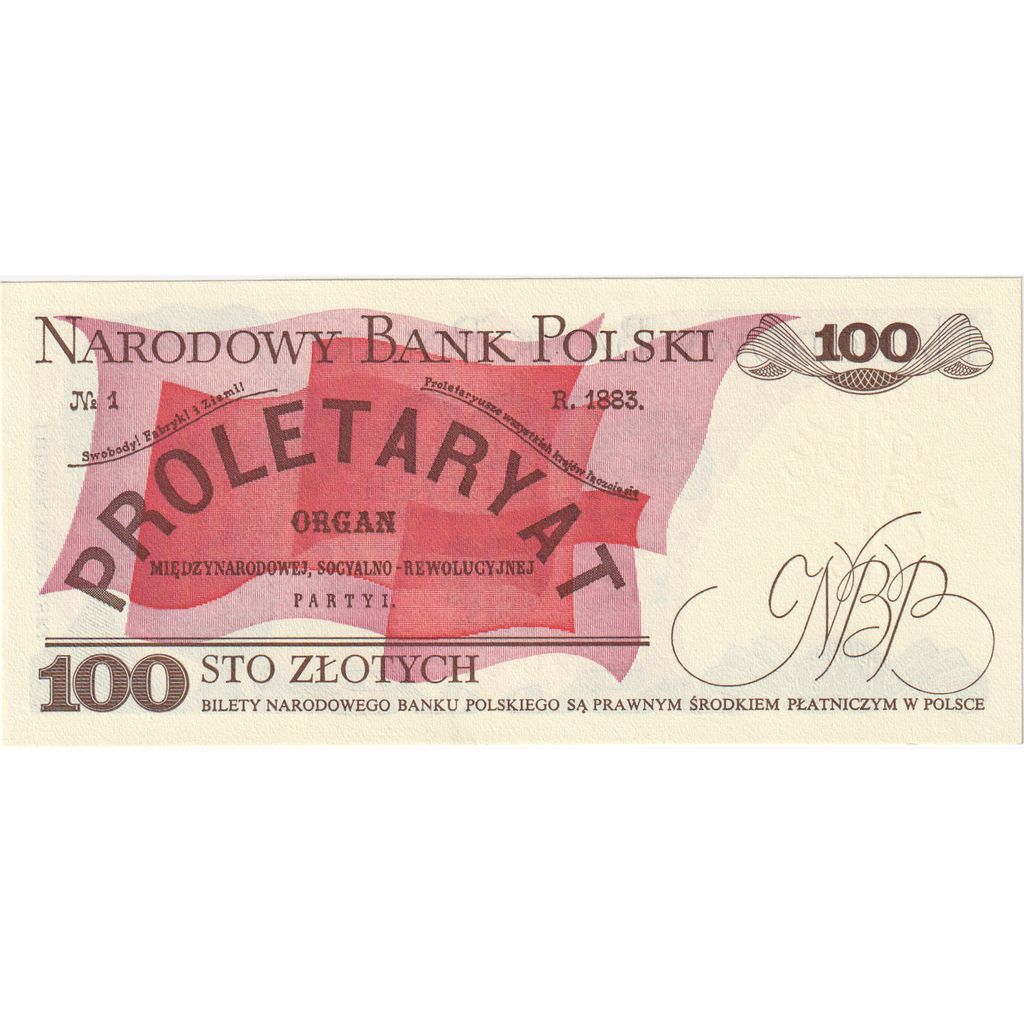 NARODOWY BANK POLSKI
100
№ 1
R. 1883.
Swobody! Fabryk! i Ziemi!
Proletaryusze wszystkich krajów łączcie się
PROLETARYAT
ORGAN
MIĘDZYNARODOWEJ, SOCYALNO-REWOLUCYJNEJ
PARTYI.
NBP
100 STO ZŁOTYCH
BILETY NARODOWEGO BANKU POLSKIEGO SĄ PRAWNYM ŚRODKIEM PŁATNICZYM W POLSCE